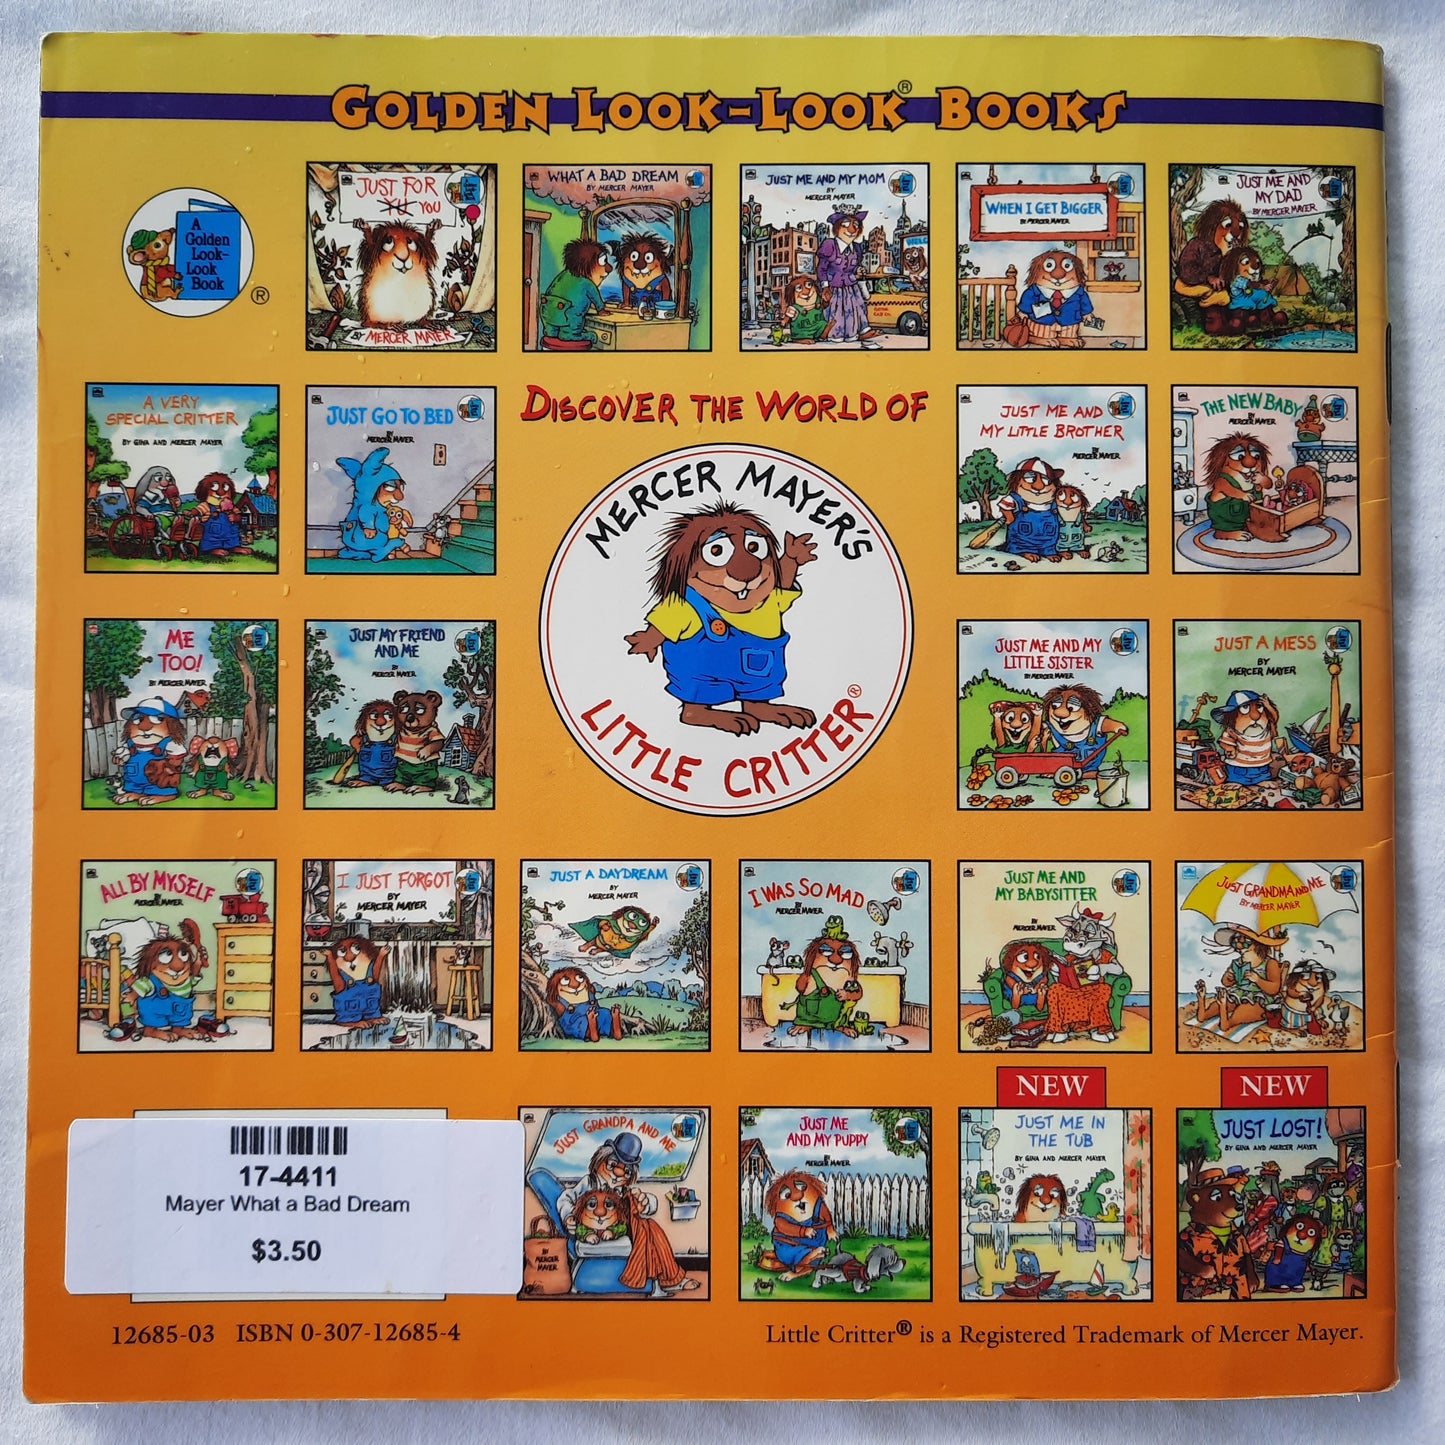 GOLDEN LOOK-LOOK® BOOKS
A
Golden
Look-
Look
Book
®
JUST FOR
YU YOU
BY MERCER MAYER
WHAT A BAD DREAM
BY MERCER MAYER
JUST ME AND MY MOM
BY
MERCER MAYER
WHEN I GET BIGGER
BY MERCER MAYER
JUST ME AND
MY DAD
BY MERCER MAYER
A VERY
SPECIAL CRITTER
BY GINA AND MERCER MAYER
JUST GO TO BED
BY
MERCER MAYER
DISCOVER THE WORLD OF
MERCER MAYER'S
LITTLE CRITTER®
JUST ME AND
MY LITTLE BROTHER
BY
MERCER MAYER
THE NEW BABY
BY
MERCER MAYER
ME
TOO!
BY MERCER MAYER
JUST MY FRIEND
AND ME
BY
MERCER MAYER
JUST ME AND MY
LITTLE SISTER
BY MERCER MAYER
JUST A MESS
BY
MERCER MAYER
ALL BY MYSELF
BY
MERCER MAYER
I JUST FORGOT
BY
MERCER MAYER
JUST A DAYDREAM
BY
MERCER MAYER
I WAS SO MAD
BY
MERCER MAYER
JUST ME AND
MY BABYSITTER
BY
MERCER MAYER
JUST GRANDMA AND ME
BY MERCER MAYER
NEW
NEW
17-4411
Mayer What a Bad Dream
$3.50
JUST GRANDPA AND ME
BY
MERCER
MAYER
JUST ME
AND MY PUPPY
BY
MERCER MAYER
JUST ME IN
THE TUB
BY GINA AND MERCER MAYER
JUST LOST!
BY GINA AND MERCER MAYER
12685-03 ISBN 0-307-12685-4
Little Critter® is a Registered Trademark of Mercer Mayer.